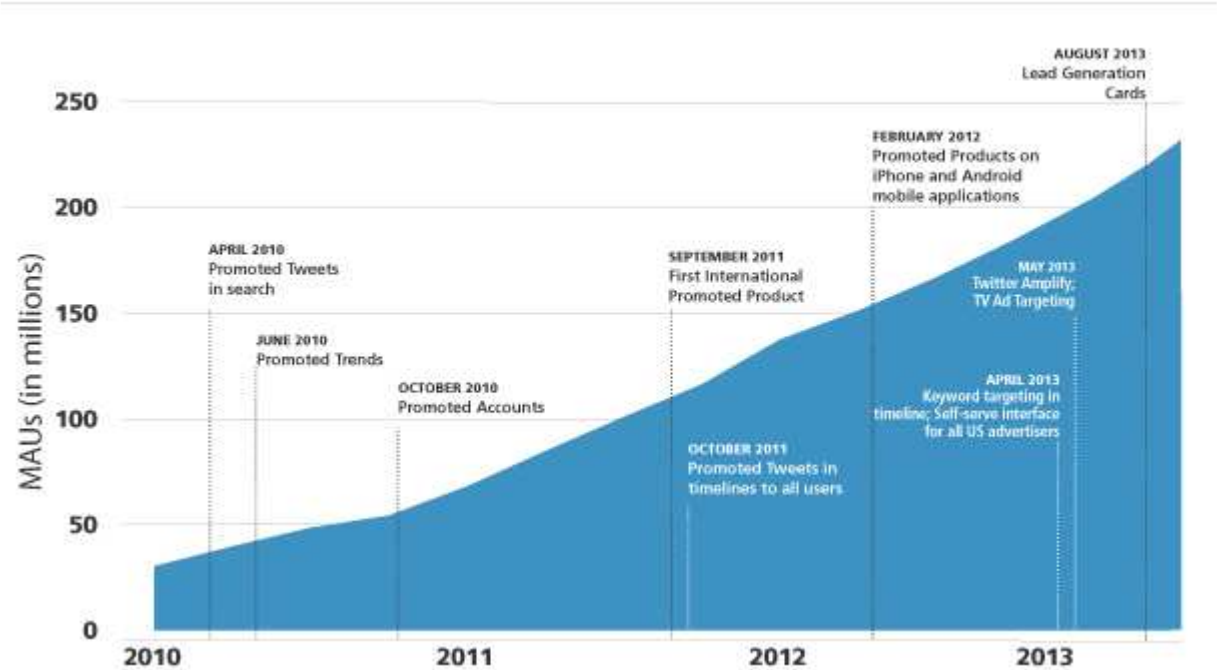 AUGUST 2013
Lead Generation
Cards
250
FEBRUARY 2012
Promoted Products on
iPhone and Android
mobile applications
200
APRIL 2010
Promoted Tweets
in search
SEPTEMBER 2011
First International
Promoted Product
MAY 2013
Twitter Amplify;
TV Ad Targeting
150
JUNE 2010
Promoted Trends
OCTOBER 2010
Promoted Accounts
APRIL 2013
Keyword targeting in
timeline; Self-serve interface
for all US advertisers
100
OCTOBER 2011
Promoted Tweets in
timelines to all users
50
0
MAUs (in millions)
2010 2011 2012 2013